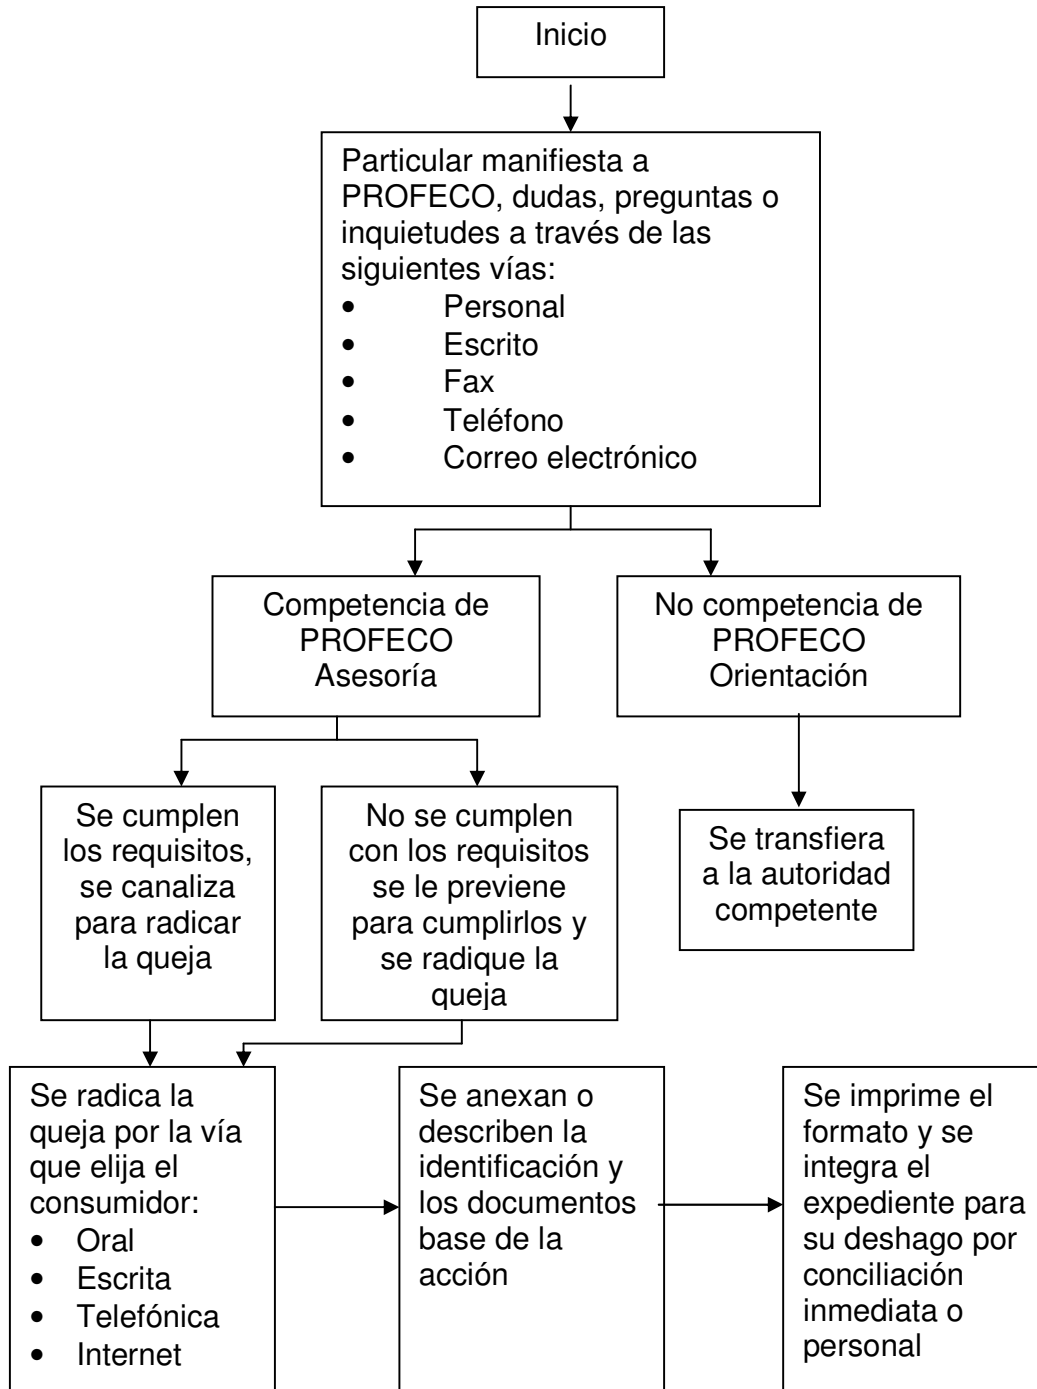 Inicio
Particular manifiesta a
PROFECO, dudas, preguntas o
inquietudes a través de las
siguientes vías:
• Personal
• Escrito
• Fax
• Teléfono
• Correo electrónico
Competencia de
PROFECO
Asesoría
No competencia de
PROFECO
Orientación
Se cumplen
los requisitos,
se canaliza
para radicar
la queja
No se cumplen
con los requisitos
se le previene
para cumplirlos y
se radique la
queja
Se transfiera
a la autoridad
competente
Se radica la
queja por la vía
que elija el
consumidor:
• Oral
• Escrita
• Telefónica
• Internet
Se anexan o
describen la
identificación y
los documentos
base de la
acción
Se imprime el
formato y se
integra el
expediente para
su deshago por
conciliación
inmediata o
personal